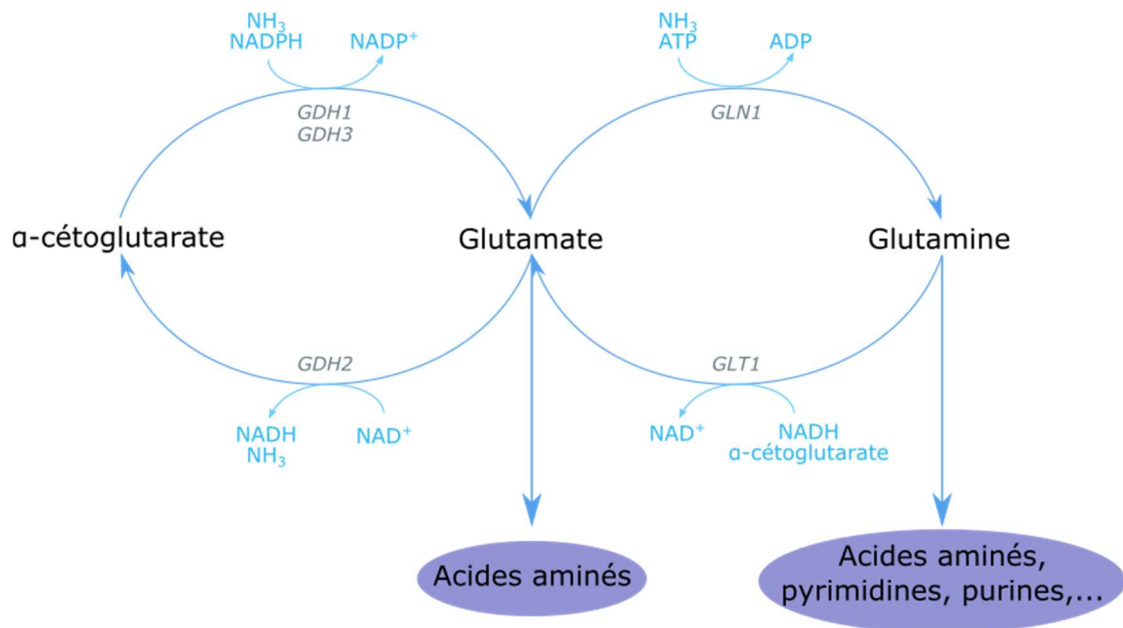 NH₃
NADPH
NADP⁺
NH₃
ATP
ADP
GDH1
GDH3
GLN1
α-cétoglutarate
Glutamate
Glutamine
GDH2
GLT1
NADH
NH₃
NAD⁺
NAD⁺
NADH
α-cétoglutarate
Acides aminés
Acides aminés,
pyrimidines, purines,...